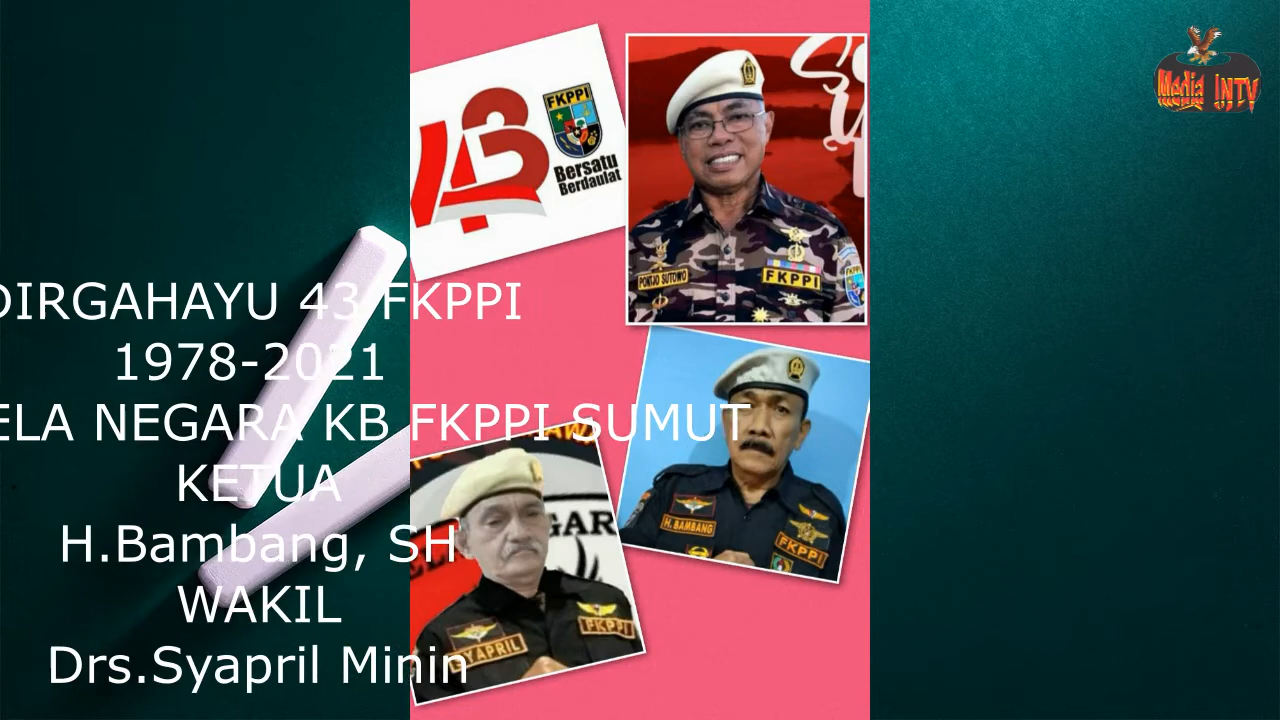 Media INTV
43
FKPPI
Bersatu
Berdaulat
PONTJO SUTOWO
FKPPI
DIRGAHAYU 43 FKPPI
1978-2021
ELA NEGARA KB FKPPI SUMUT
KETUA
H.Bambang, SH
WAKIL
Drs.Syapril Minin
H. BAMBANG
FKPPI
GAR
SYAPRIL
FKPPI